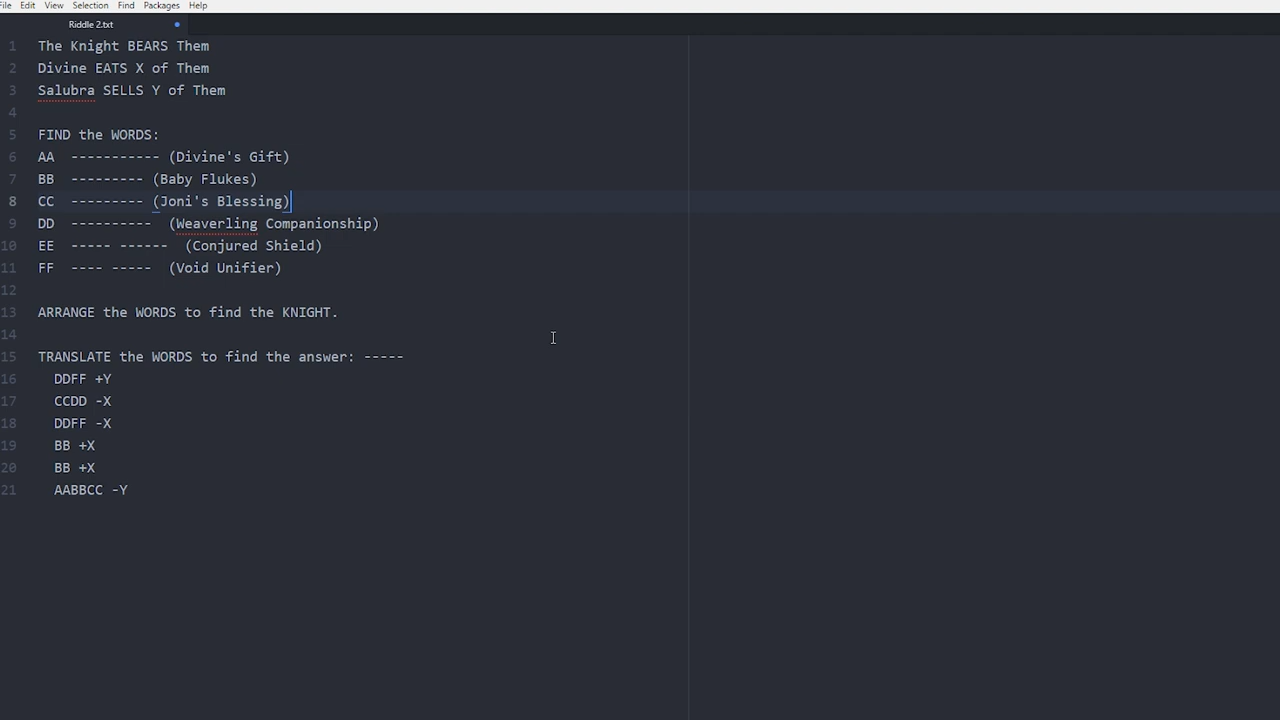 File Edit View Selection Find Packages Help
Riddle 2.txt
1 The Knight BEARS Them
2 Divine EATS X of Them
3 Salubra SELLS Y of Them
4
5 FIND the WORDS:
6 AA ----------- (Divine's Gift)
7 BB --------- (Baby Flukes)
8 CC --------- (Joni's Blessing)
9 DD ---------- (Weaverling Companionship)
10 EE ----- ------ (Conjured Shield)
11 FF ---- ----- (Void Unifier)
12
13 ARRANGE the WORDS to find the KNIGHT.
14
15 TRANSLATE the WORDS to find the answer: -----
16 DDFF +Y
17 CCDD -X
18 DDFF -X
19 BB +X
20 BB +X
21 AABBCC -Y